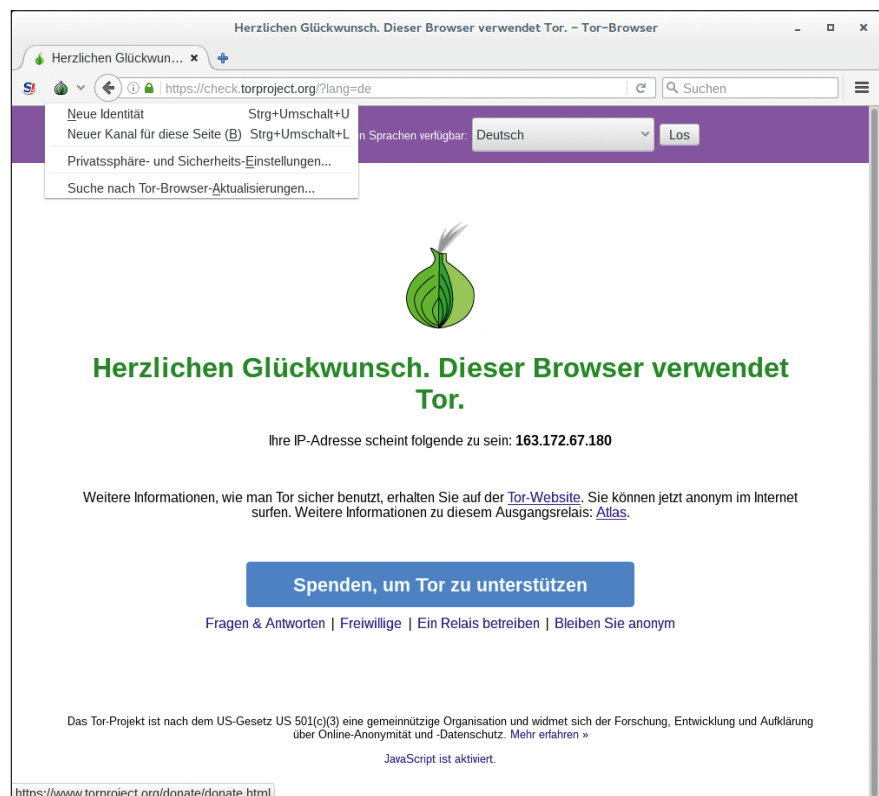 Herzlichen Glückwunsch. Dieser Browser verwendet Tor. – Tor-Browser
Herzlichen Glückwun…
https://check.torproject.org/?lang=de
Suchen
Neue Identität Strg+Umschalt+U
Neuer Kanal für diese Seite (B) Strg+Umschalt+L
Privatssphäre- und Sicherheits-Einstellungen...
Suche nach Tor-Browser-Aktualisierungen...
n Sprachen verfügbar: Deutsch Los
Herzlichen Glückwunsch. Dieser Browser verwendet
Tor.
Ihre IP-Adresse scheint folgende zu sein: 163.172.67.180
Weitere Informationen, wie man Tor sicher benutzt, erhalten Sie auf der Tor-Website. Sie können jetzt anonym im Internet
surfen. Weitere Informationen zu diesem Ausgangsrelais: Atlas.
Spenden, um Tor zu unterstützen
Fragen & Antworten | Freiwillige | Ein Relais betreiben | Bleiben Sie anonym
Das Tor-Projekt ist nach dem US-Gesetz US 501(c)(3) eine gemeinnützige Organisation und widmet sich der Forschung, Entwicklung und Aufklärung
über Online-Anonymität und -Datenschutz. Mehr erfahren »
JavaScript ist aktiviert.
https://www.torproject.org/donate/donate.html